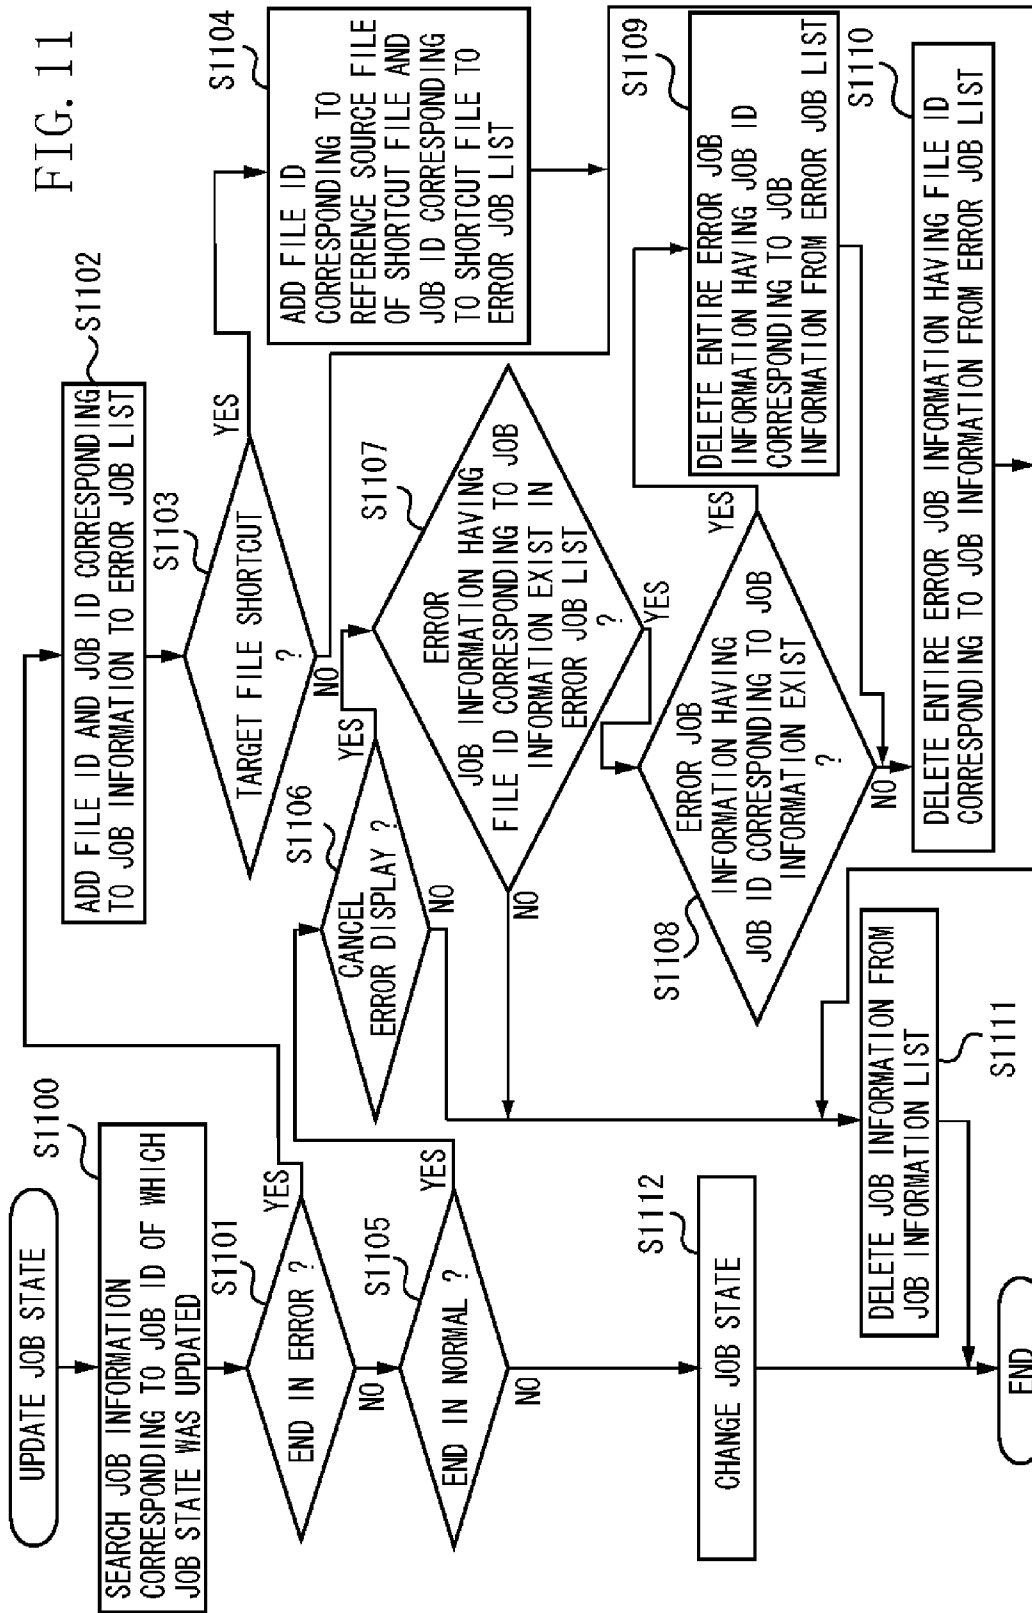 FIG. 11
UPDATE JOB STATE
S1100
SEARCH JOB INFORMATION
CORRESPONDING TO JOB ID OF WHICH
JOB STATE WAS UPDATED
S1101
END IN ERROR ?
YES
NO
S1102
ADD FILE ID AND JOB ID CORRESPONDING
TO JOB INFORMATION TO ERROR JOB LIST
S1103
TARGET FILE SHORTCUT
?
YES
NO
S1104
ADD FILE ID
CORRESPONDING TO
REFERENCE SOURCE FILE
OF SHORTCUT FILE AND
JOB ID CORRESPONDING
TO SHORTCUT FILE TO
ERROR JOB LIST
S1105
END IN NORMAL ?
YES
NO
S1106
CANCEL
ERROR DISPLAY ?
YES
NO
S1107
ERROR
JOB INFORMATION HAVING
FILE ID CORRESPONDING TO JOB
INFORMATION EXIST IN
ERROR JOB LIST
?
YES
NO
S1108
ERROR JOB
INFORMATION HAVING
JOB ID CORRESPONDING TO JOB
INFORMATION EXIST
?
YES
NO
S1109
DELETE ENTIRE ERROR JOB
INFORMATION HAVING JOB ID
CORRESPONDING TO JOB
INFORMATION FROM ERROR JOB LIST
S1110
DELETE ENTIRE ERROR JOB INFORMATION HAVING FILE ID
CORRESPONDING TO JOB INFORMATION FROM ERROR JOB LIST
S1112
CHANGE JOB STATE
DELETE JOB INFORMATION FROM
JOB INFORMATION LIST
S1111
END